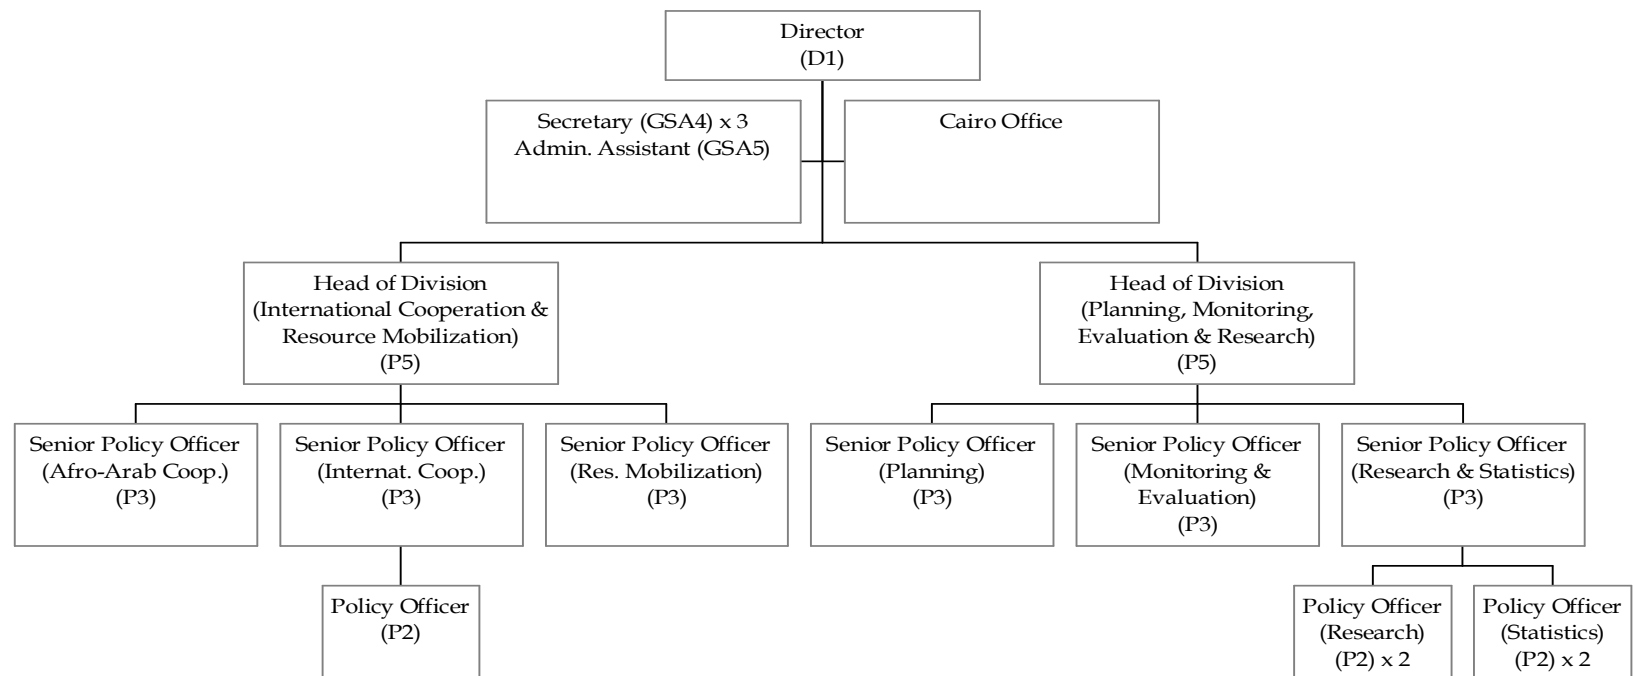 Director
(D1)
Secretary (GSA4) x 3
Admin. Assistant (GSA5)
Cairo Office
Head of Division
(International Cooperation &
Resource Mobilization)
(P5)
Head of Division
(Planning, Monitoring,
Evaluation & Research)
(P5)
Senior Policy Officer
(Afro-Arab Coop.)
(P3)
Senior Policy Officer
(Internat. Coop.)
(P3)
Senior Policy Officer
(Res. Mobilization)
(P3)
Senior Policy Officer
(Planning)
(P3)
Senior Policy Officer
(Monitoring &
Evaluation)
(P3)
Senior Policy Officer
(Research & Statistics)
(P3)
Policy Officer
(P2)
Policy Officer
(Research)
(P2) x 2
Policy Officer
(Statistics)
(P2) x 2